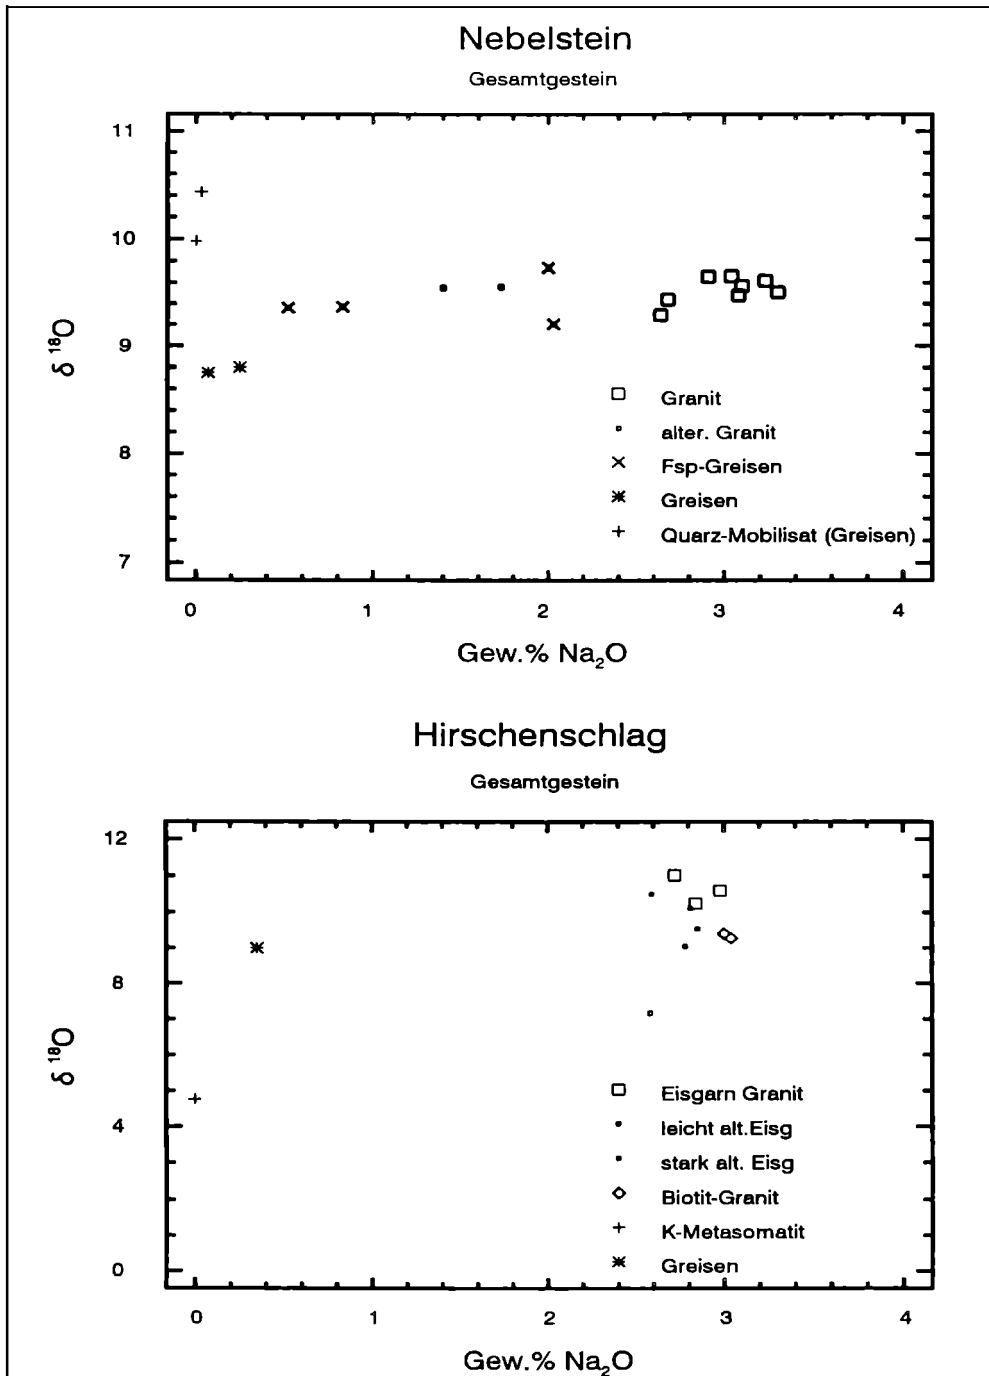 Nebelstein
Gesamtgestein
11
10
9
8
7
δ ¹⁸O
Granit
alter. Granit
Fsp-Greisen
Greisen
Quarz-Mobilisat (Greisen)
0 1 2 3 4
Gew.% Na₂O
Hirschenschlag
Gesamtgestein
12
8
4
0
δ ¹⁸O
Eisgarn Granit
leicht alt.Eisg
stark alt. Eisg
Biotit-Granit
K-Metasomatit
Greisen
0 1 2 3 4
Gew.% Na₂O